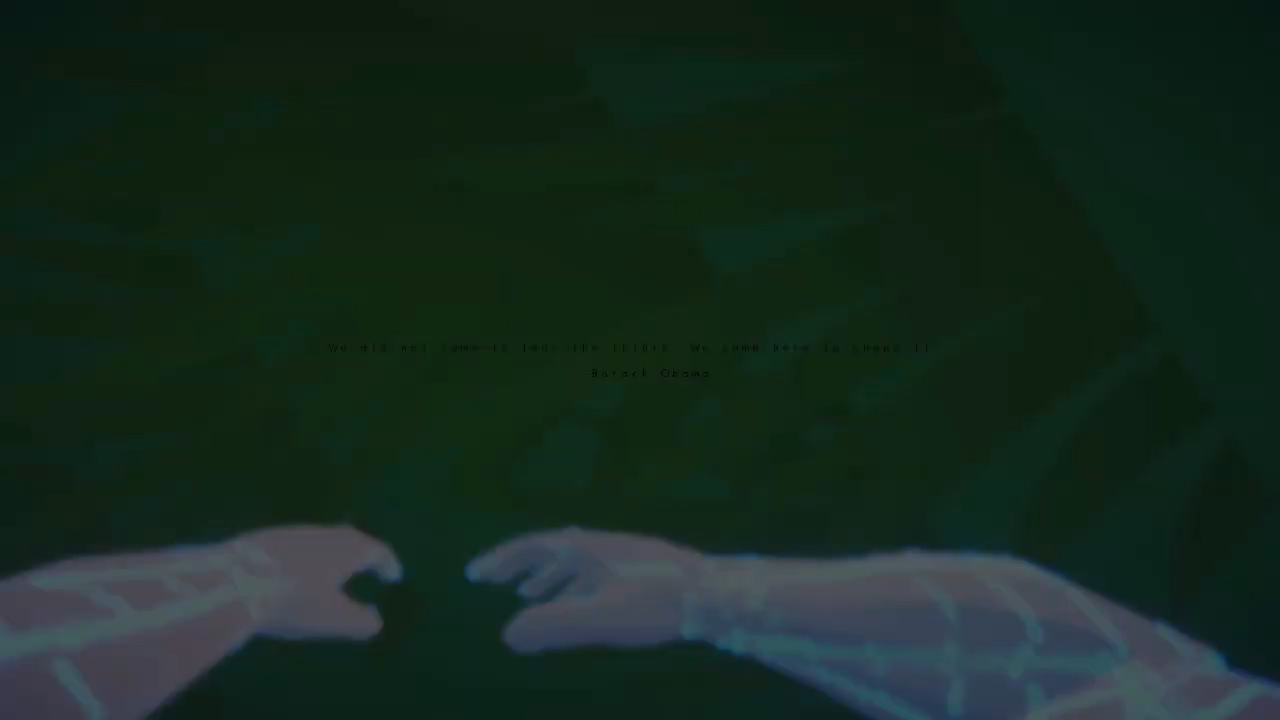 We did not come to fear the future. We came here to shape it
Barack Obama